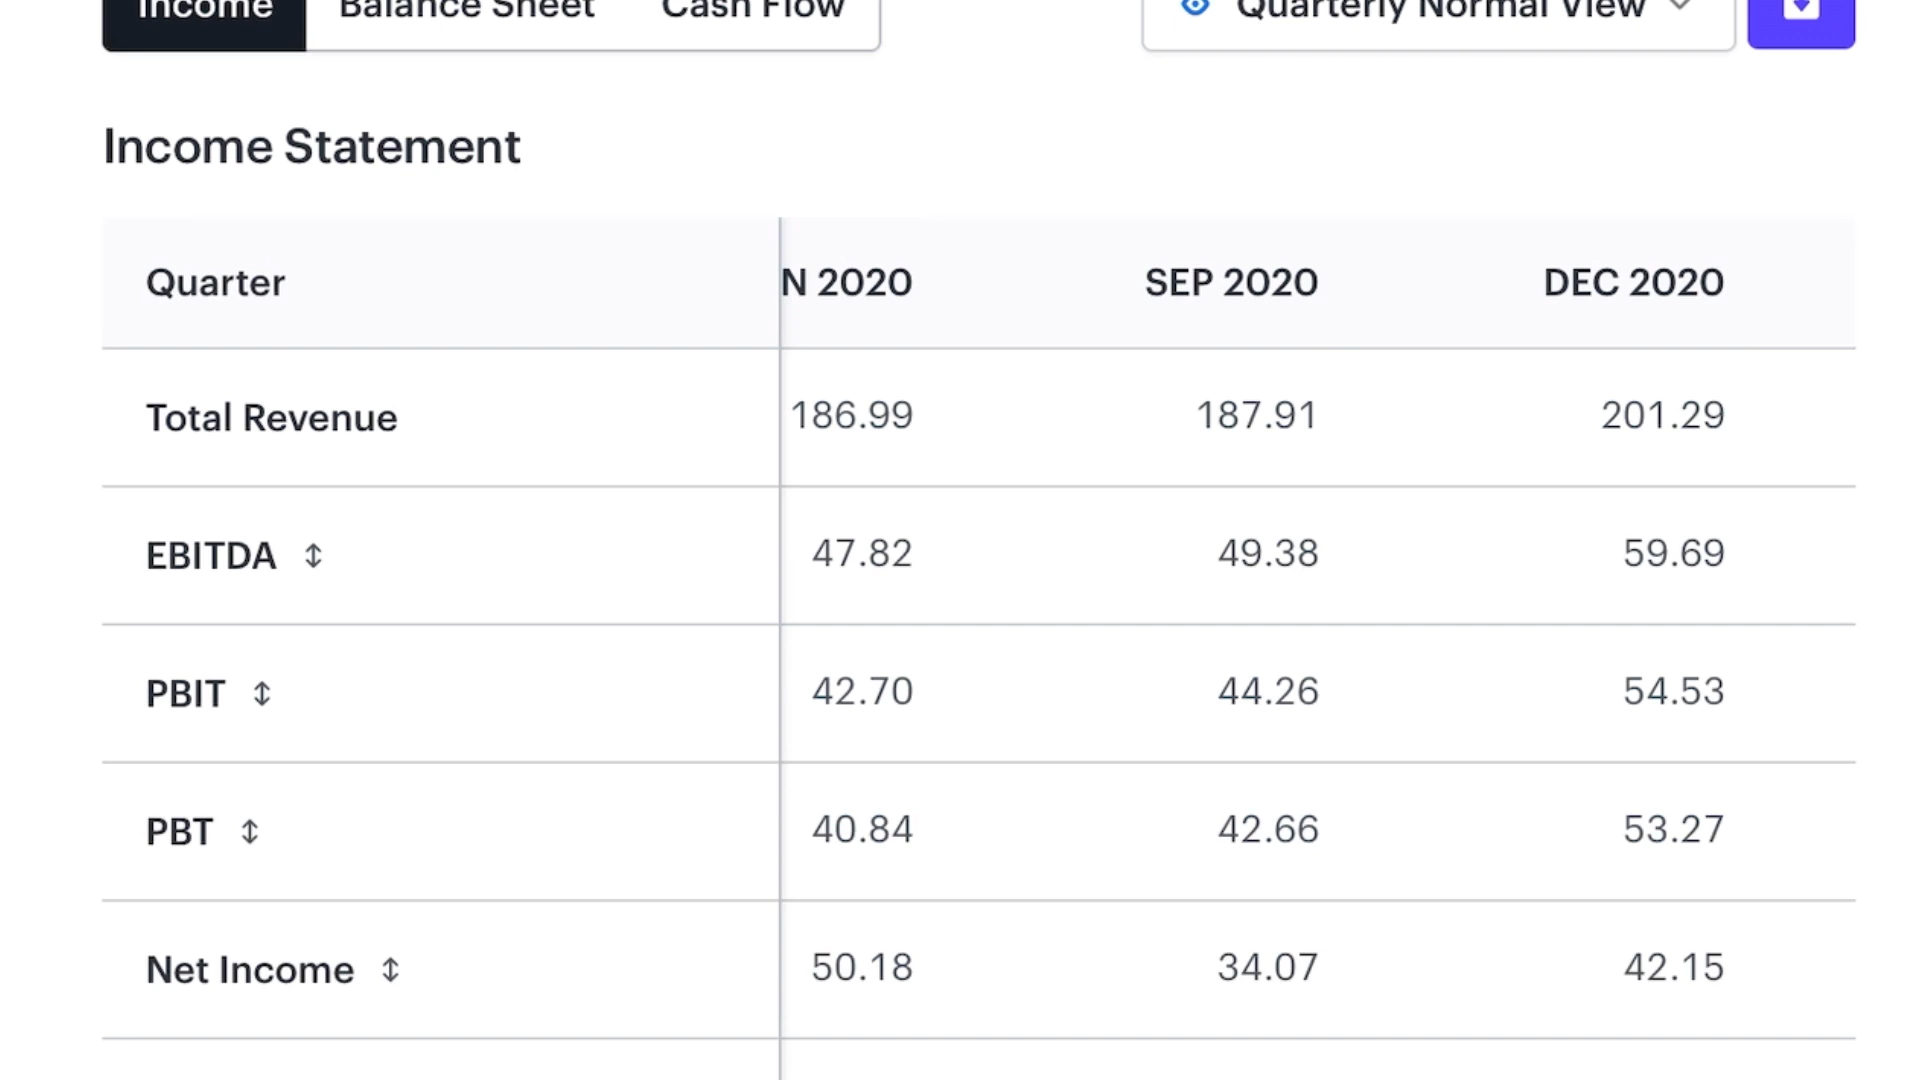 Income Balance Sheet Cash Flow Quarterly Normal View
Income Statement
Quarter N 2020 SEP 2020 DEC 2020
Total Revenue 186.99 187.91 201.29
EBITDA 47.82 49.38 59.69
PBIT 42.70 44.26 54.53
PBT 40.84 42.66 53.27
Net Income 50.18 34.07 42.15